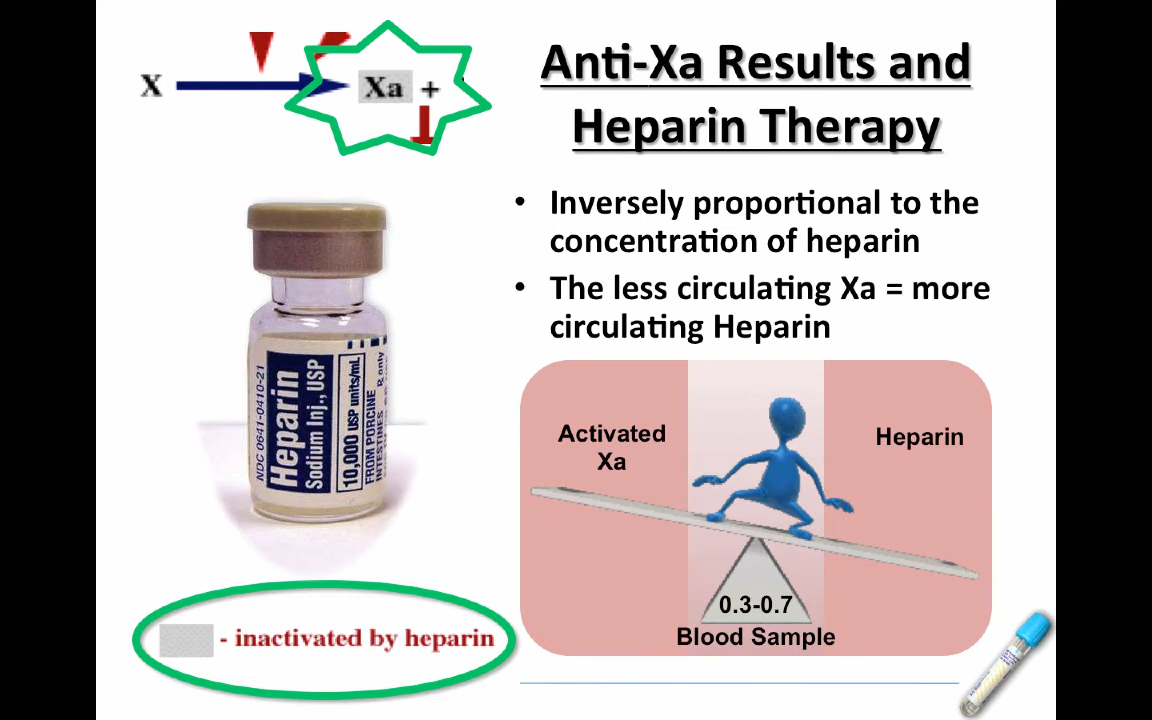 X
Xa +
Anti-Xa Results and
Heparin Therapy
• Inversely proportional to the
concentration of heparin
• The less circulating Xa = more
circulating Heparin
NDC 0641-0410-21
Heparin
Sodium Inj., USP
10,000 USP units/mL
FROM PORCINE
INTESTINES
R only
Activated
Xa
Heparin
0.3-0.7
Blood Sample
- inactivated by heparin